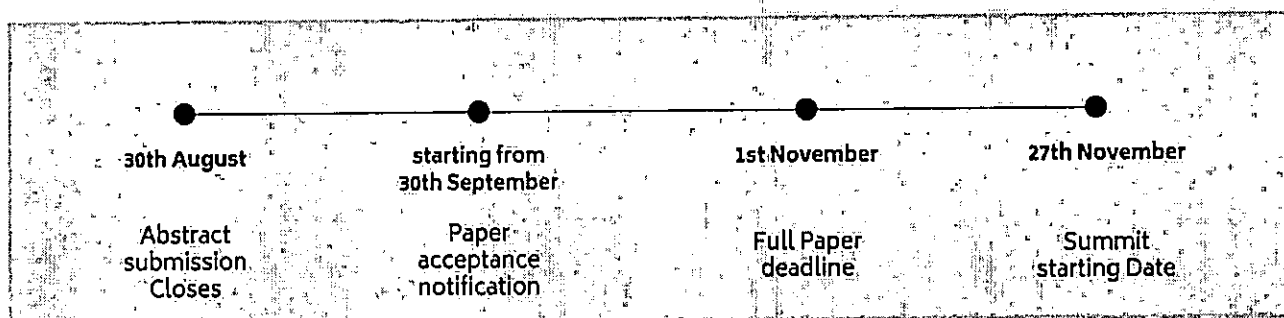 30th August
Abstract
submission
Closes
starting from
30th September
Paper
acceptance
notification
1st November
Full Paper
deadline
27th November
Summit
starting Date